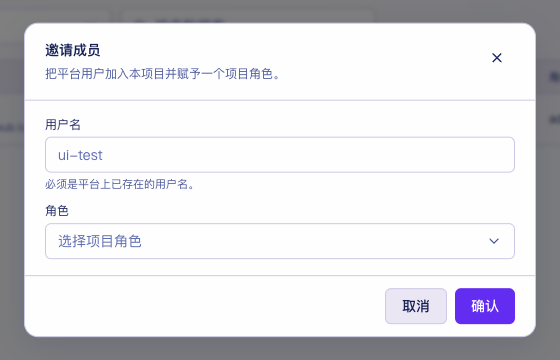 邀请成员
把平台用户加入本项目并赋予一个项目角色。
用户名
ui-test
必须是平台上已存在的用户名。
角色
选择项目角色
取消
确认